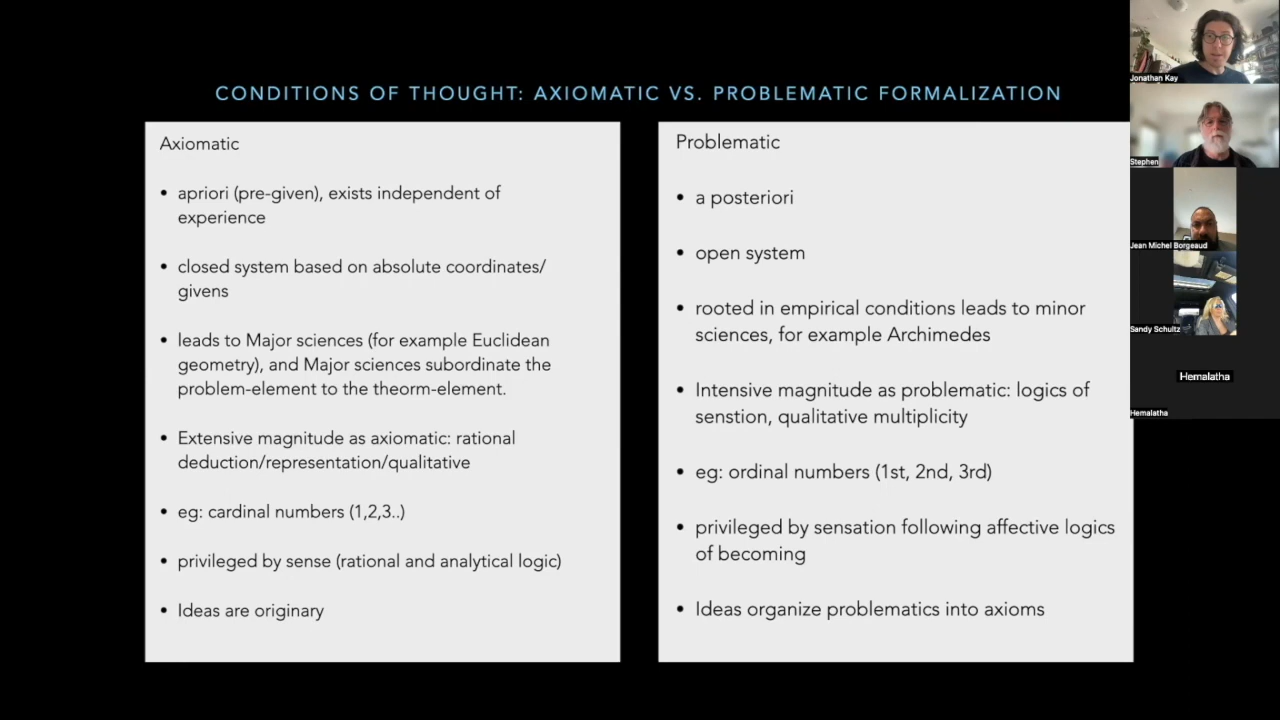 CONDITIONS OF THOUGHT: AXIOMATIC VS. PROBLEMATIC FORMALIZATION
Axiomatic
• apriori (pre-given), exists independent of
experience
• closed system based on absolute coordinates/
givens
• leads to Major sciences (for example Euclidean
geometry), and Major sciences subordinate the
problem-element to the theorm-element.
• Extensive magnitude as axiomatic: rational
deduction/representation/qualitative
• eg: cardinal numbers (1,2,3..)
• privileged by sense (rational and analytical logic)
• Ideas are originary
Problematic
• a posteriori
• open system
• rooted in empirical conditions leads to minor
sciences, for example Archimedes
• Intensive magnitude as problematic: logics of
senstion, qualitative multiplicity
• eg: ordinal numbers (1st, 2nd, 3rd)
• privileged by sensation following affective logics
of becoming
• Ideas organize problematics into axioms
Jonathan Kay
Stephen
Jean Michel Borgeaud
Sandy Schultz
Hemalatha
Hemalatha